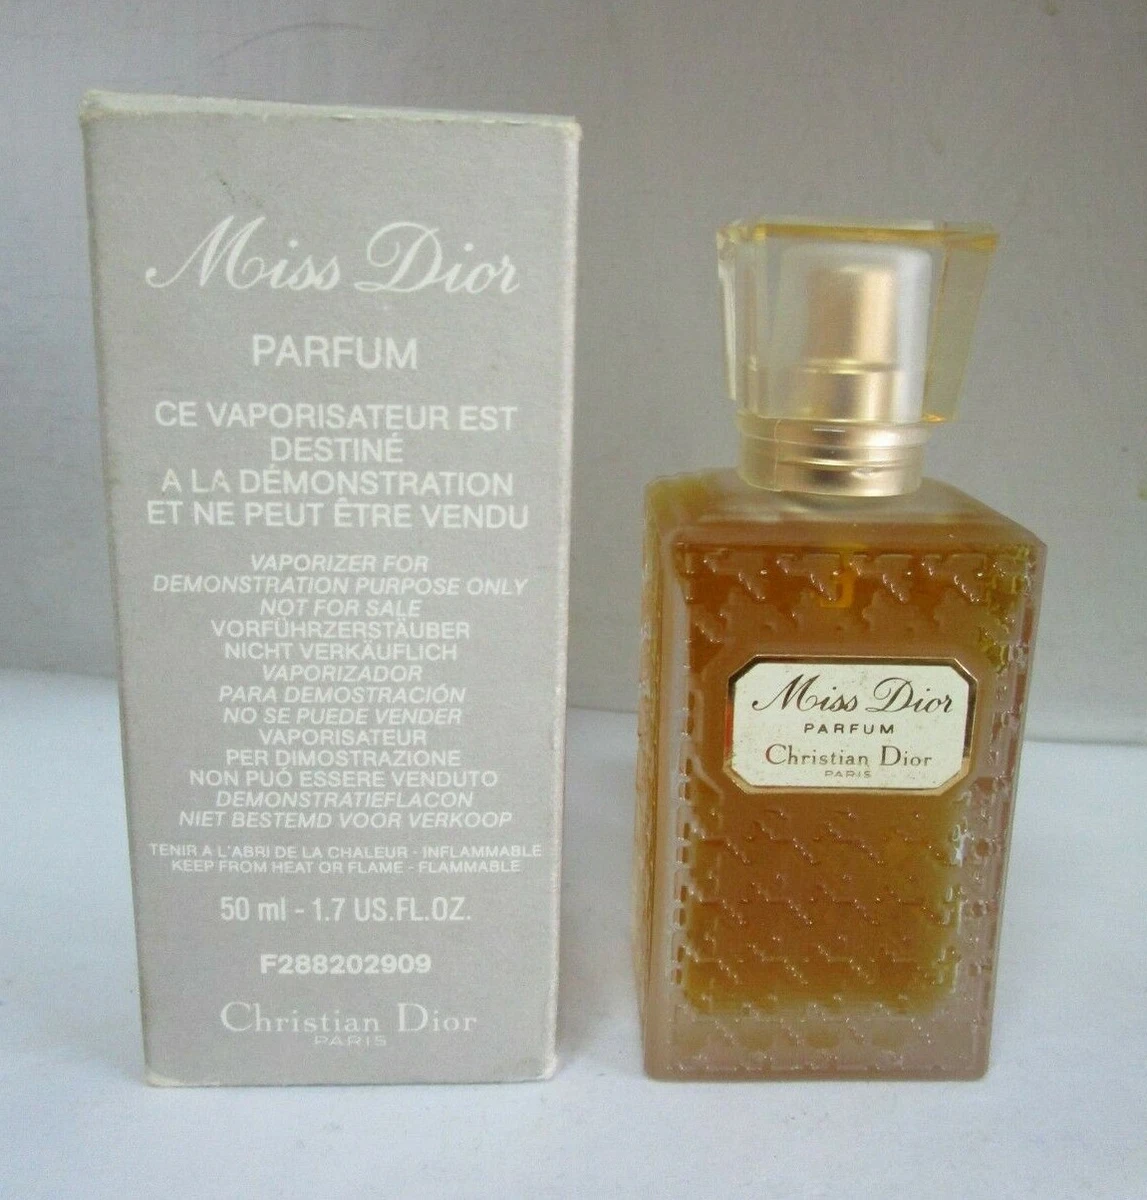 Miss Dior
PARFUM
CE VAPORISATEUR EST
DESTINÉ
A LA DÉMONSTRATION
ET NE PEUT ÊTRE VENDU
VAPORIZER FOR
DEMONSTRATION PURPOSE ONLY
NOT FOR SALE
VORFÜHRZERSTÄUBER
NICHT VERKÄUFLICH
VAPORIZADOR
PARA DEMOSTRACIÓN
NO SE PUEDE VENDER
VAPORISATEUR
PER DIMOSTRAZIONE
NON PUÓ ESSERE VENDUTO
DEMONSTRATIEFLACON
NIET BESTEMD VOOR VERKOOP
TENIR A L'ABRI DE LA CHALEUR - INFLAMMABLE
KEEP FROM HEAT OR FLAME - FLAMMABLE
50 ml - 1.7 US.FL.OZ.
F288202909
Christian Dior
PARIS
Miss Dior
PARFUM
Christian Dior
PARIS